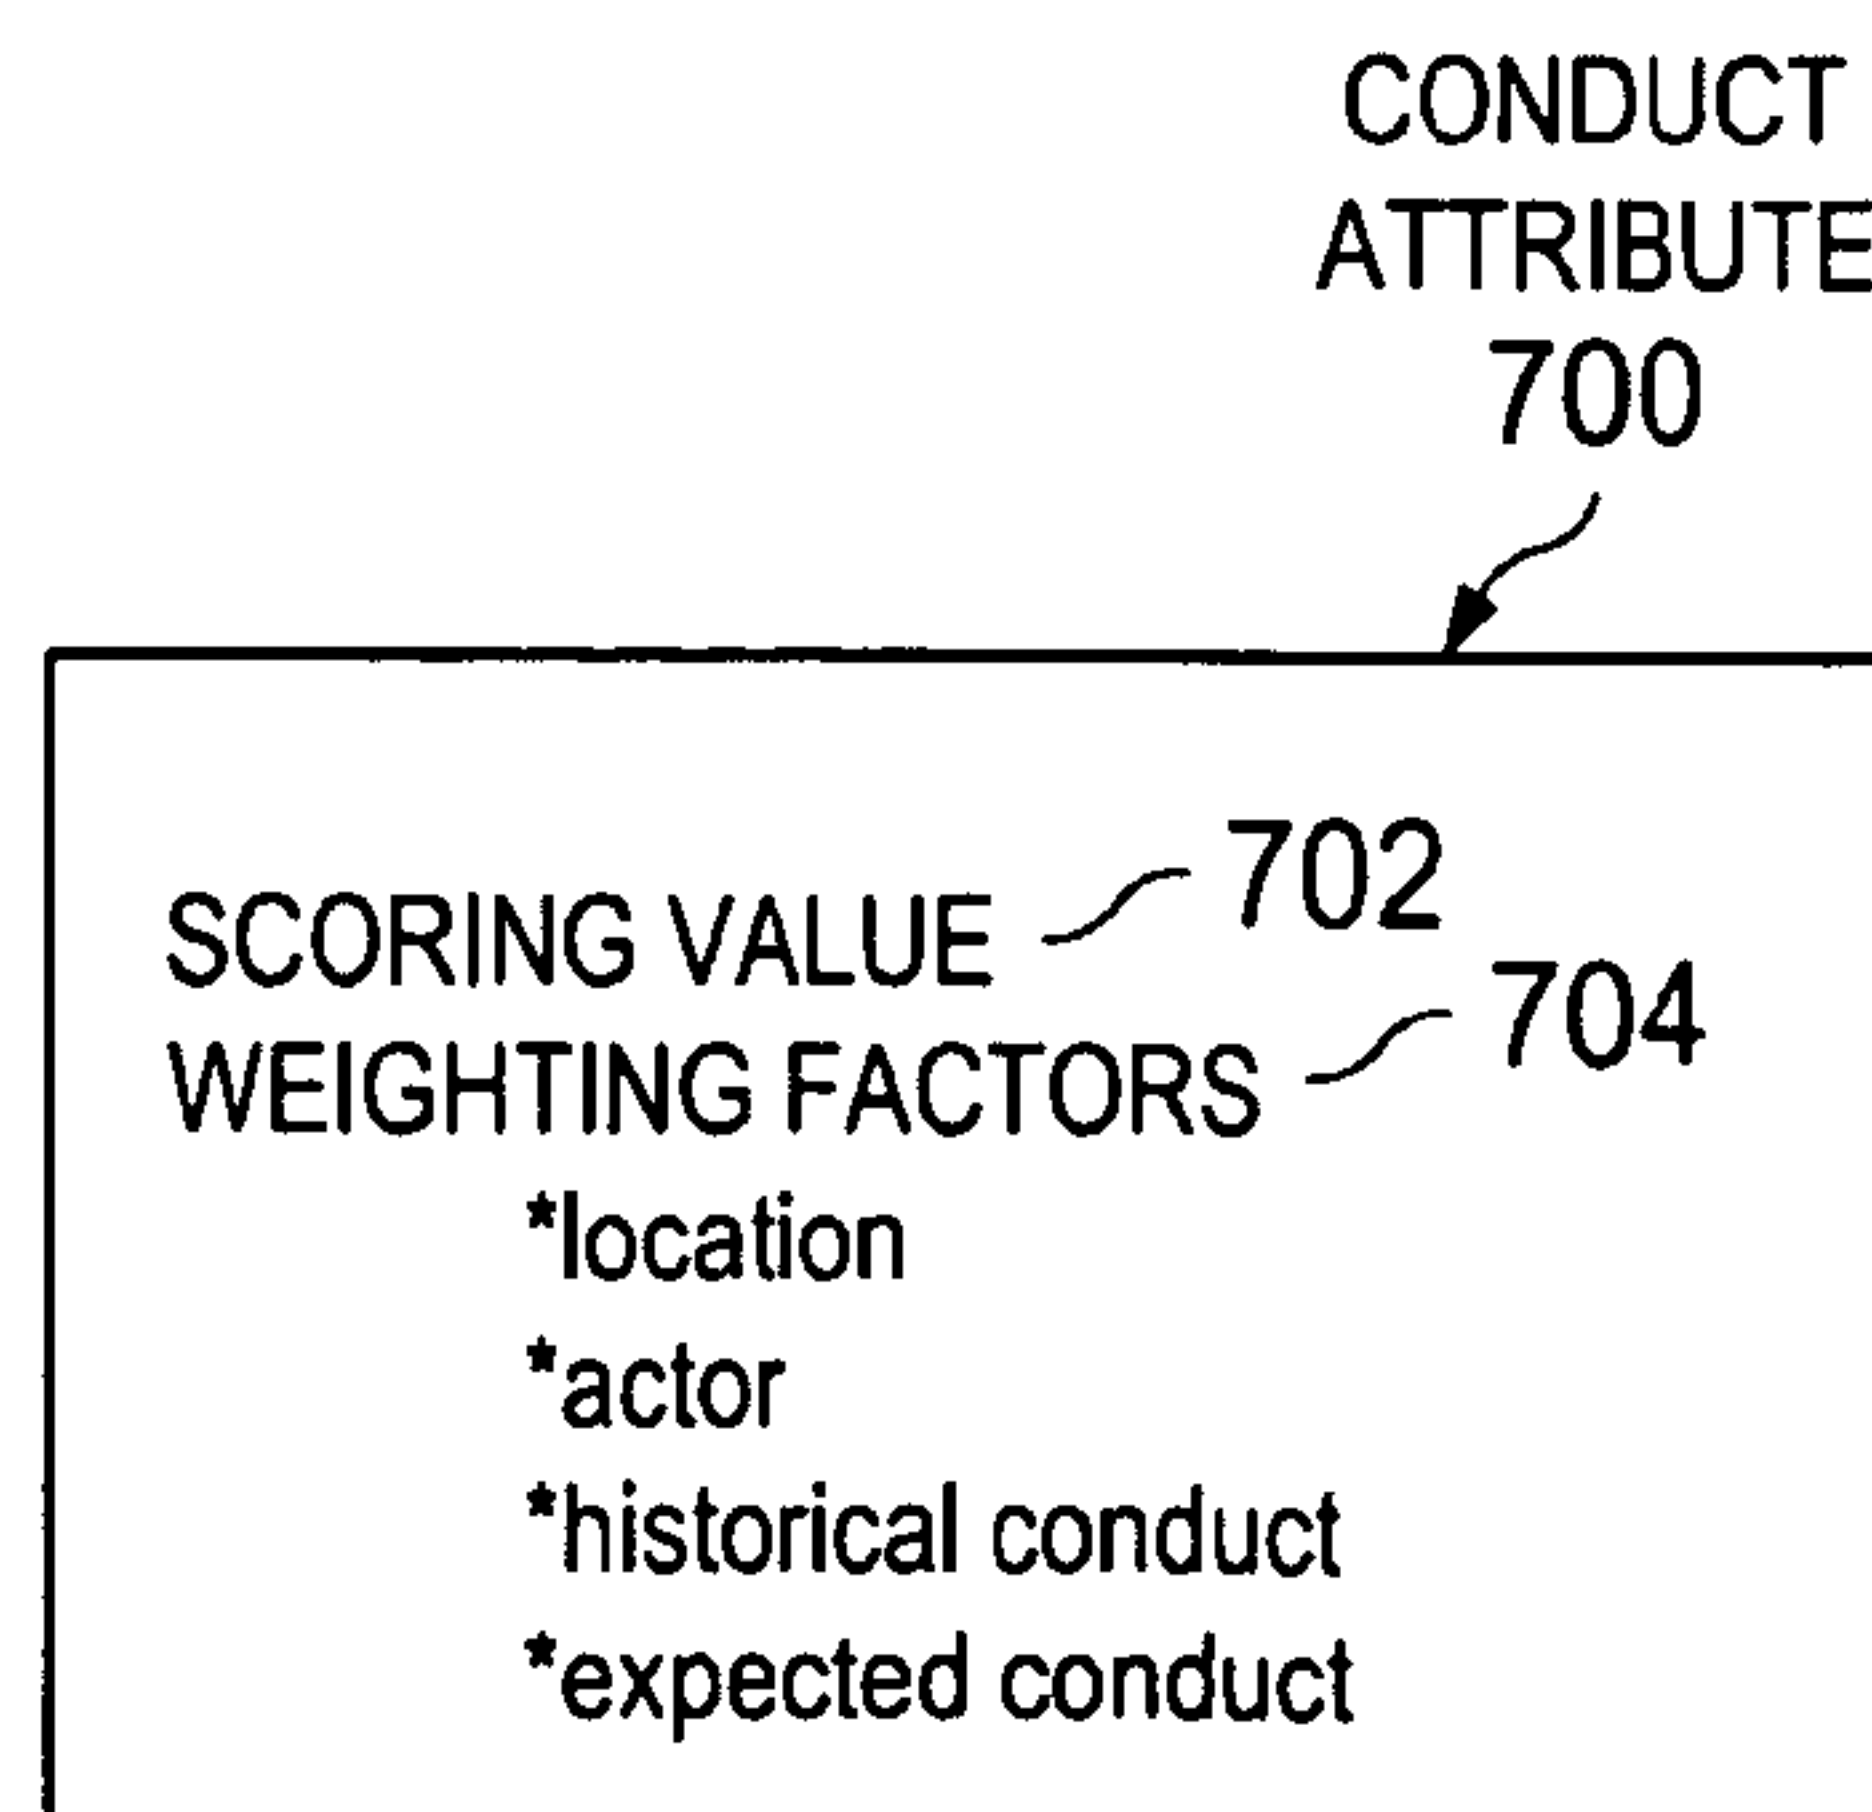 CONDUCT
ATTRIBUTE
700
SCORING VALUE 702
WEIGHTING FACTORS 704
*location
*actor
*historical conduct
*expected conduct